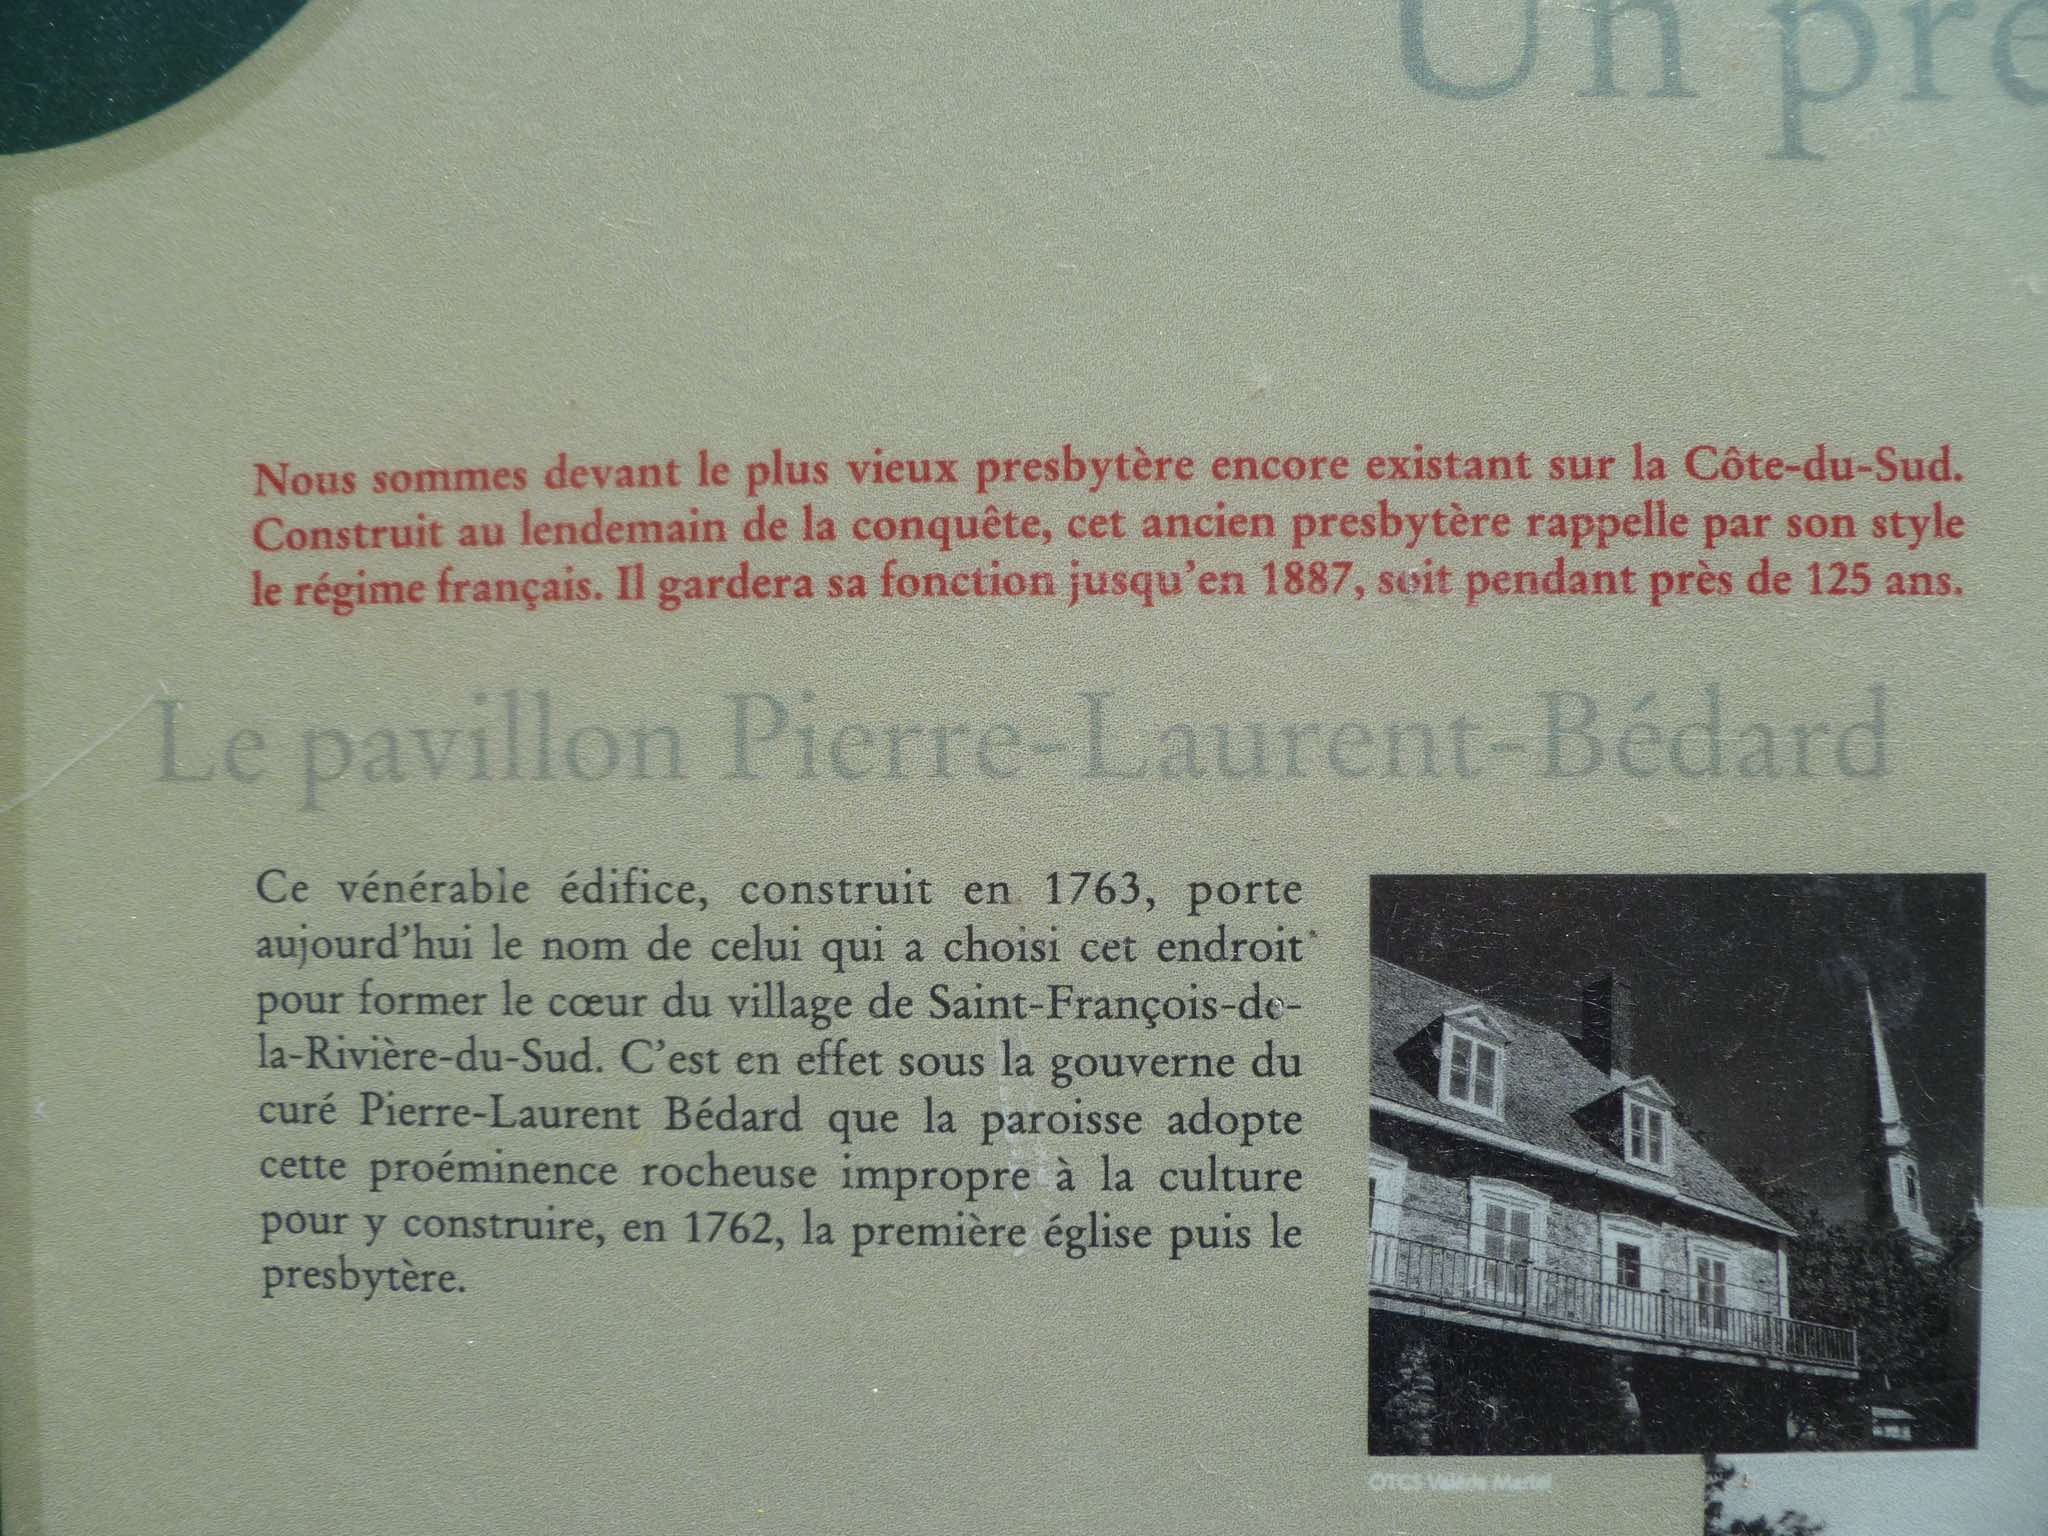 Un pre
Nous sommes devant le plus vieux presbytère encore existant sur la Côte-du-Sud.
Construit au lendemain de la conquête, cet ancien presbytère rappelle par son style
le régime français. Il gardera sa fonction jusqu'en 1887, soit pendant près de 125 ans.
Le pavillon Pierre-Laurent-Bédard
Ce vénérable édifice, construit en 1763, porte
aujourd'hui le nom de celui qui a choisi cet endroit
pour former le cœur du village de Saint-François-de-
la-Rivière-du-Sud. C'est en effet sous la gouverne du
curé Pierre-Laurent Bédard que la paroisse adopte
cette proéminence rocheuse impropre à la culture
pour y construire, en 1762, la première église puis le
presbytère.
OTCS Valérie Martel